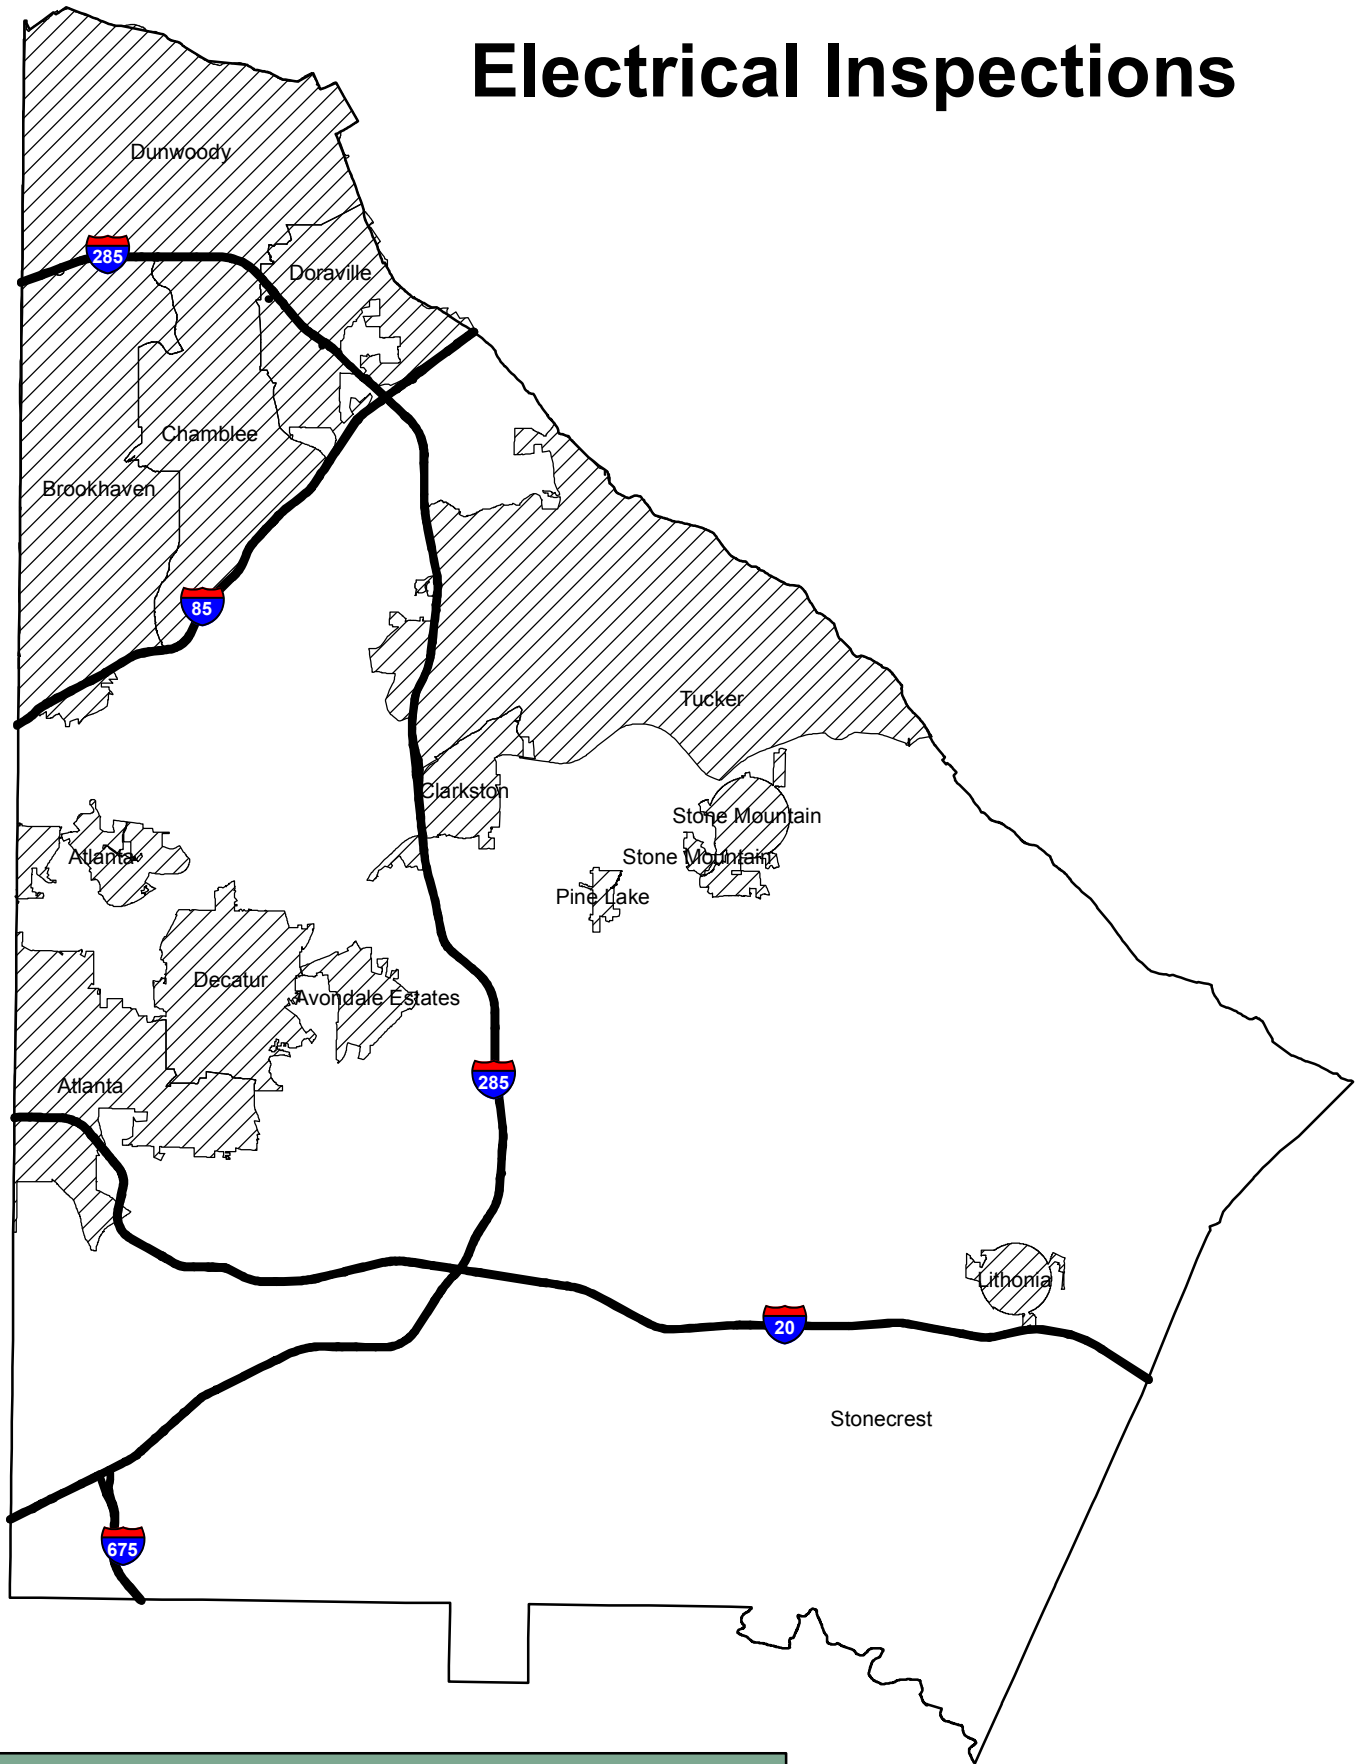 Electrical Inspections
Dunwoody
285
Doraville
Chamblee
Brookhaven
85
Tucker
Clarkston
Stone Mountain
Atlanta
Stone Mountain
Pine Lake
Decatur
Avondale Estates
285
Atlanta
Lithonia
20
Stonecrest
675